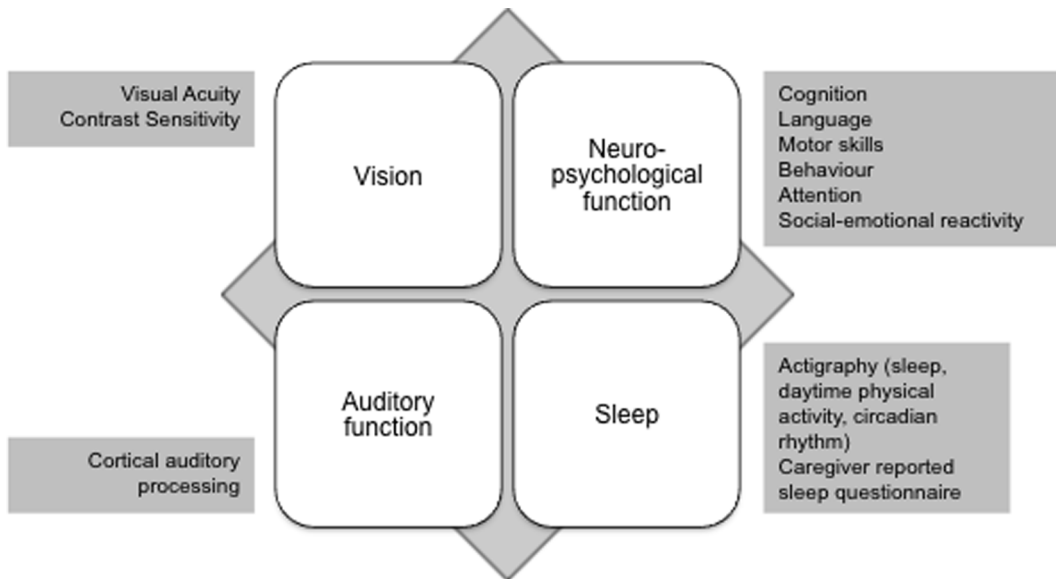 Visual Acuity
Contrast Sensitivity
Vision
Neuro-
psychological
function
Cognition
Language
Motor skills
Behaviour
Attention
Social-emotional reactivity
Cortical auditory
processing
Auditory
function
Sleep
Actigraphy (sleep,
daytime physical
activity, circadian
rhythm)
Caregiver reported
sleep questionnaire